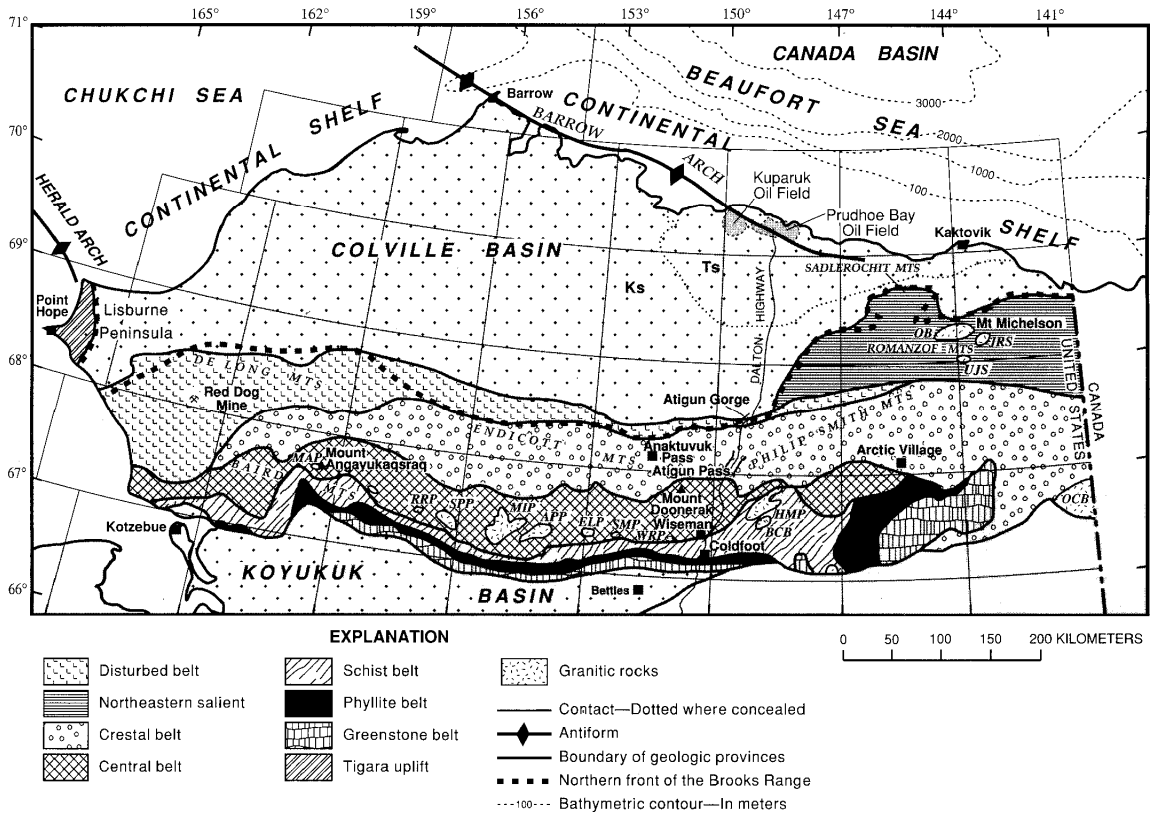 165° 162° 159° 156° 153° 150° 147° 144° 141°
71°
70°
69°
68°
67°
66°
CANADA BASIN
BEAUFORT
SEA
CHUKCHI SEA
CONTINENTAL SHELF
CONTINENTAL
SHELF
3000
2000
1000
100
Barrow
BARROW
ARCH
HERALD ARCH
Kuparuk
Oil Field
Prudhoe Bay
Oil Field
Kaktovik
COLVILLE BASIN
Ts
Ks
SADLEROCHIT MTS
DALTON HIGHWAY
Point
Hope
Lisburne
Peninsula
OB
Mt Michelson
JRS
ROMANZOF MTS
UJS
UNITED STATES
CANADA
DE LONG MTS
Red Dog
Mine
Atigun Gorge
ENDICOTT
MTS
PHILIP SMITH MTS
Anaktuvuk
Pass
Atigun Pass
Arctic Village
MAP
Mount
Angayukaqsraq
BAIRD
MTS
RRP
SPP
MIP
APP
ELP
SMP
WRP
Mount
Doonerak
Wiseman
HMP
BCB
OCB
Coldfoot
Kotzebue
KOYUKUK
BASIN
Bettles
EXPLANATION
Disturbed belt
Northeastern salient
Crestal belt
Central belt
Schist belt
Phyllite belt
Greenstone belt
Tigara uplift
Granitic rocks
Contact—Dotted where concealed
Antiform
Boundary of geologic provinces
Northern front of the Brooks Range
100 Bathymetric contour—In meters
0 50 100 150 200 KILOMETERS